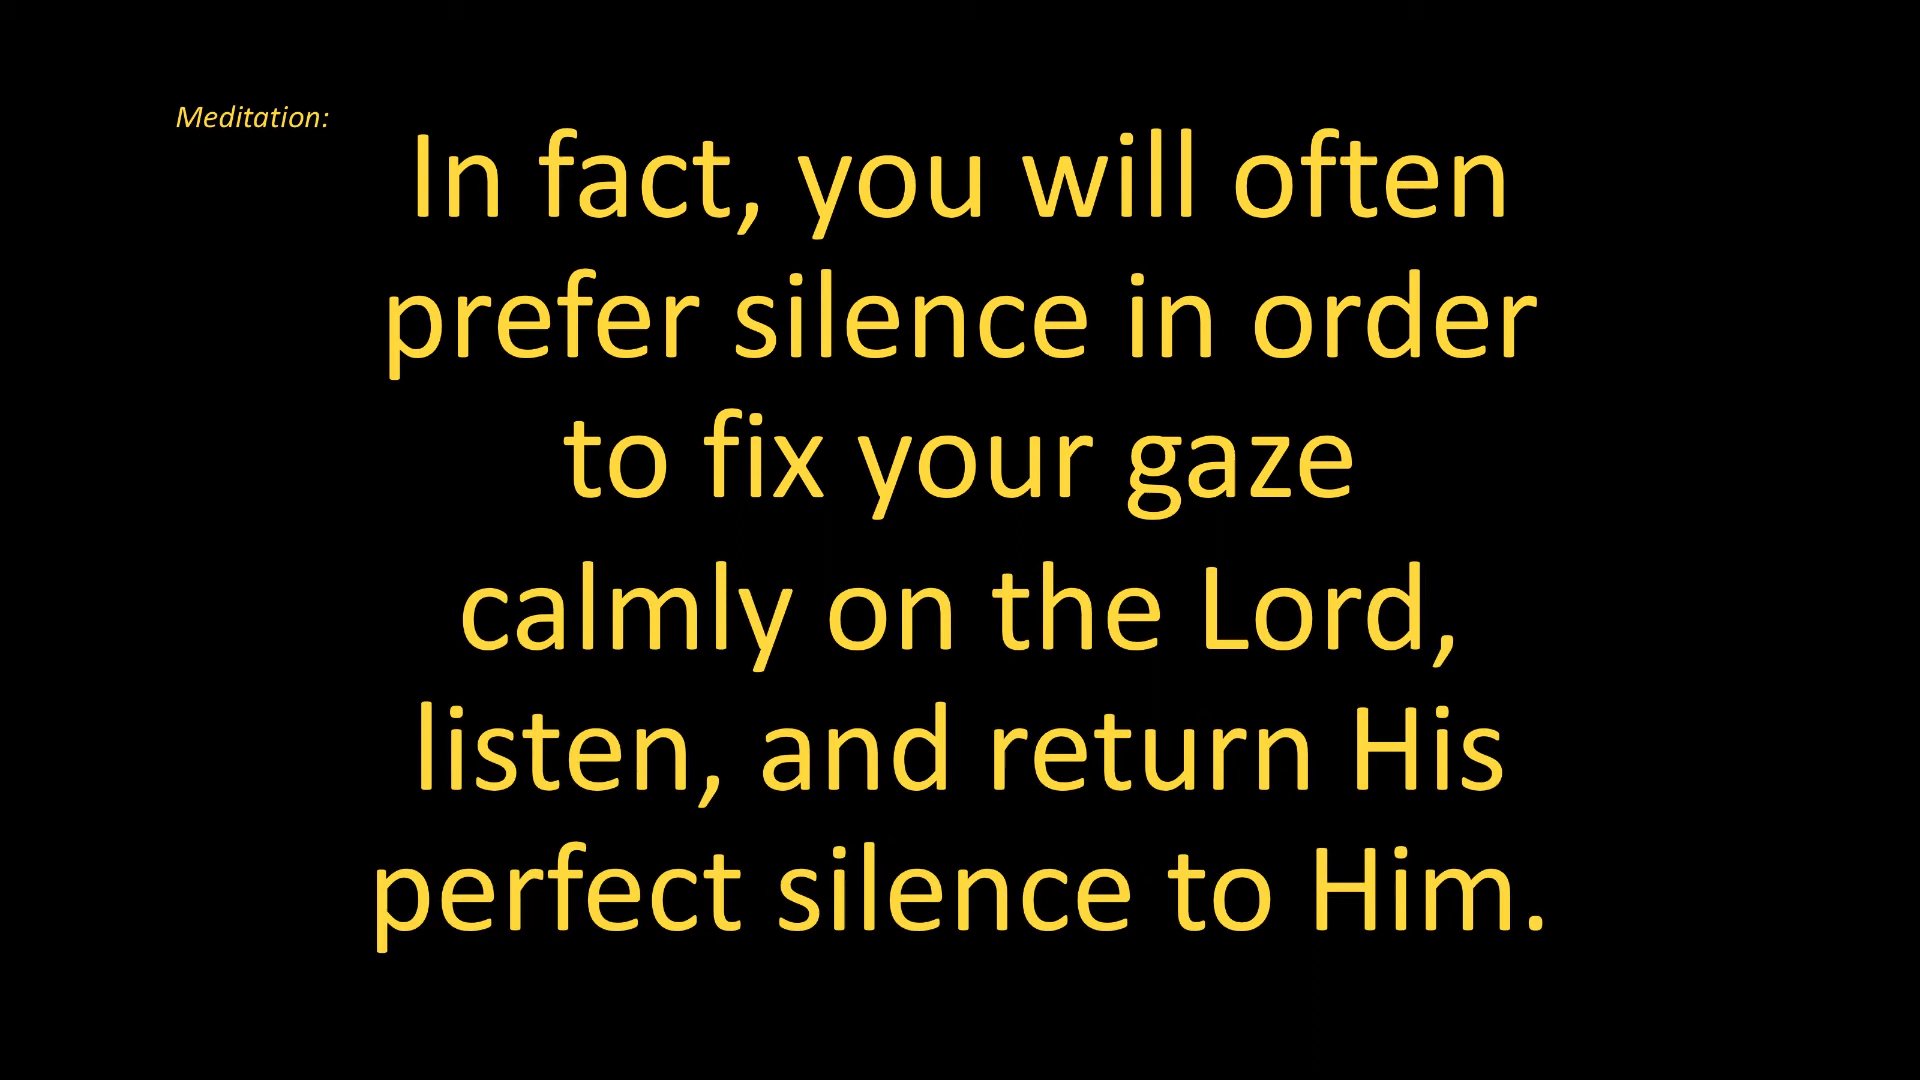 Meditation:
In fact, you will often
prefer silence in order
to fix your gaze
calmly on the Lord,
listen, and return His
perfect silence to Him.